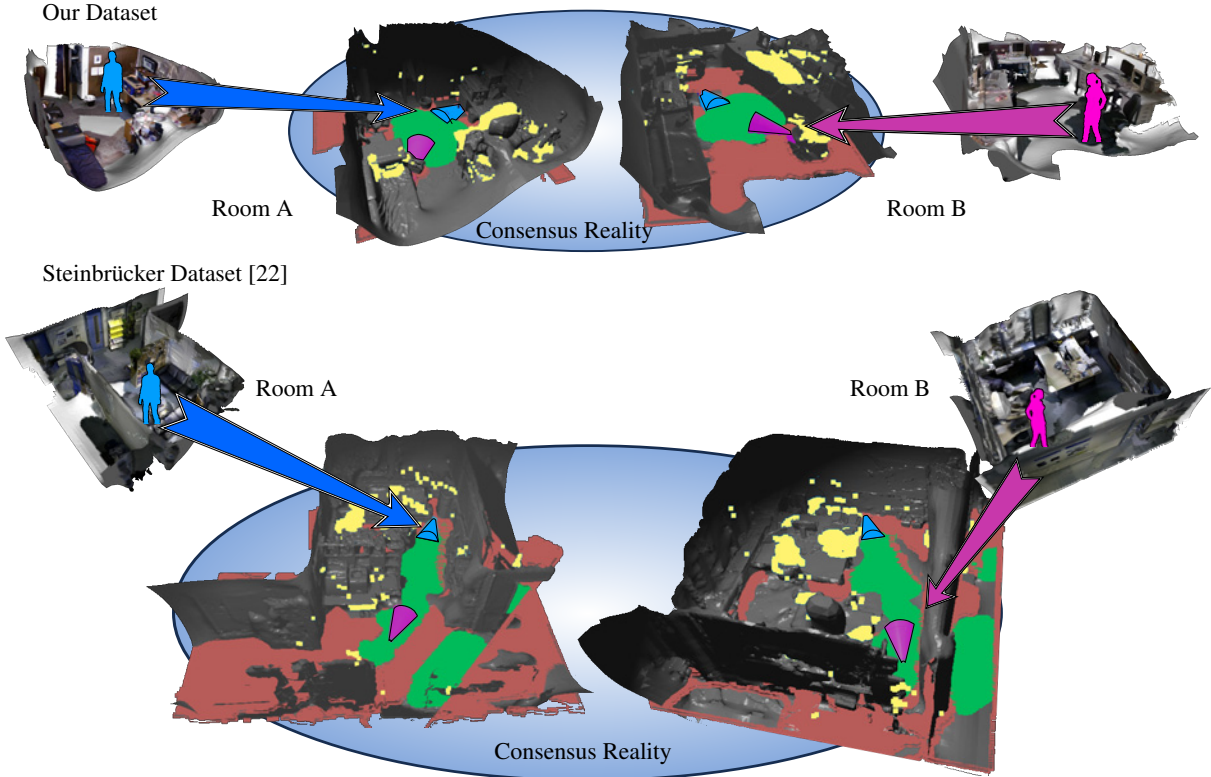 Our Dataset
Room A
Room B
Consensus Reality
Steinbrücker Dataset [22]
Room A
Room B
Consensus Reality